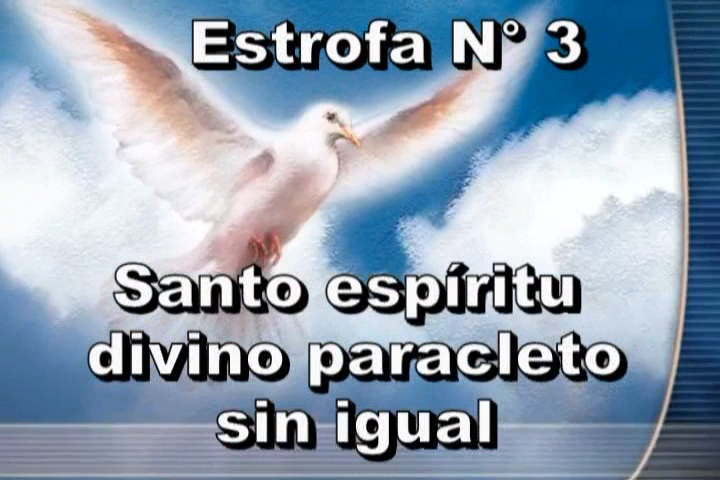 Estrofa N° 3
Santo espíritu
divino paracleto
sin igual